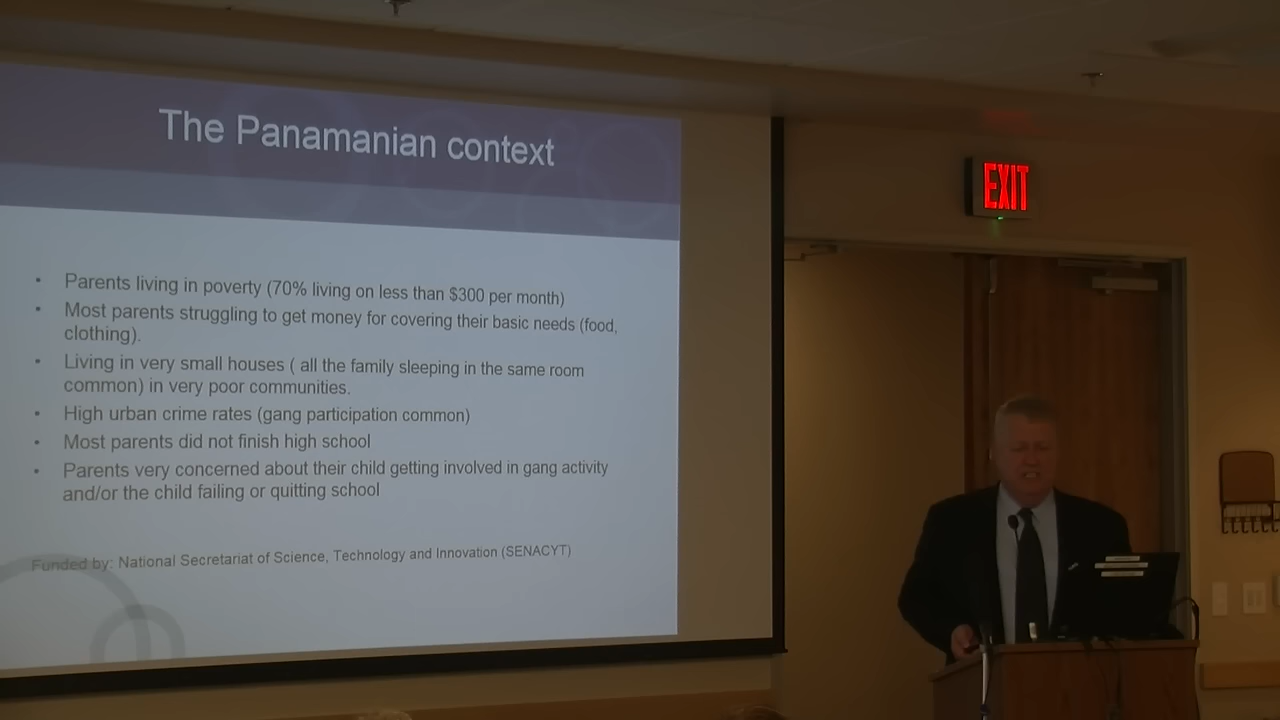 The Panamanian context
• Parents living in poverty (70% living on less than $300 per month)
• Most parents struggling to get money for covering their basic needs (food,
clothing).
• Living in very small houses ( all the family sleeping in the same room
common) in very poor communities.
• High urban crime rates (gang participation common)
• Most parents did not finish high school
• Parents very concerned about their child getting involved in gang activity
and/or the child failing or quitting school
Funded by: National Secretariat of Science, Technology and Innovation (SENACYT)
EXIT